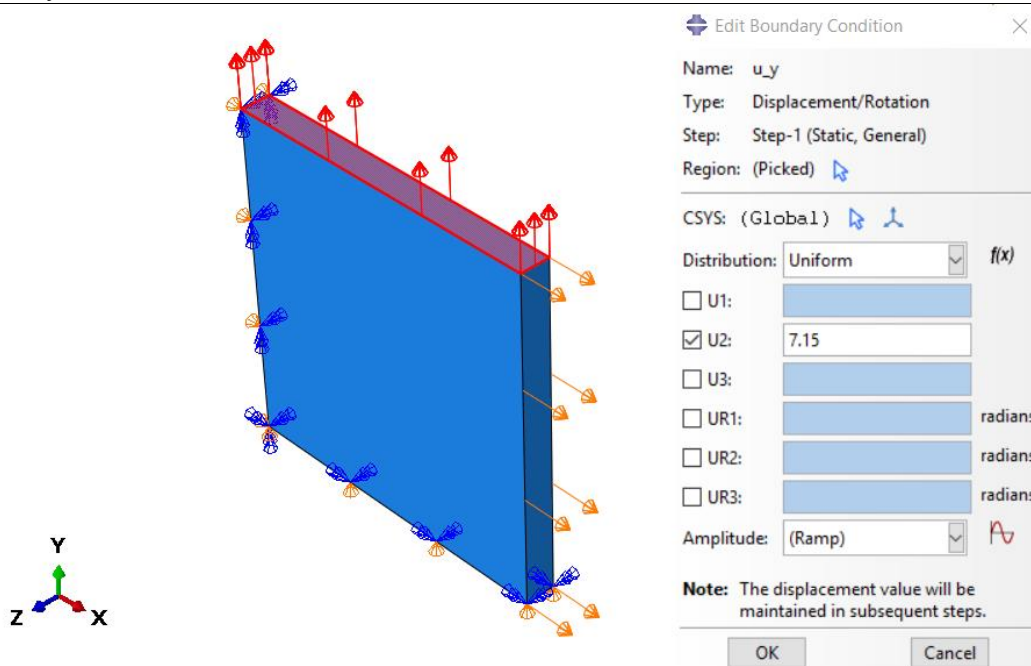 Edit Boundary Condition
Name: u_y
Type: Displacement/Rotation
Step: Step-1 (Static, General)
Region: (Picked)
CSYS: (Global)
Distribution: Uniform f(x)
U1:
U2: 7.15
U3:
UR1: radians
UR2: radians
UR3: radians
Amplitude: (Ramp)
Note: The displacement value will be
maintained in subsequent steps.
OK Cancel
Y
Z X